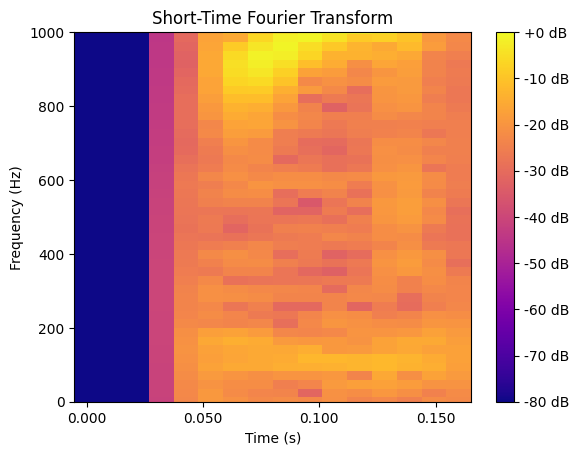 Short-Time Fourier Transform
1000
800
600
400
200
0
Frequency (Hz)
0.000
0.050
0.100
0.150
Time (s)
+0 dB
-10 dB
-20 dB
-30 dB
-40 dB
-50 dB
-60 dB
-70 dB
-80 dB